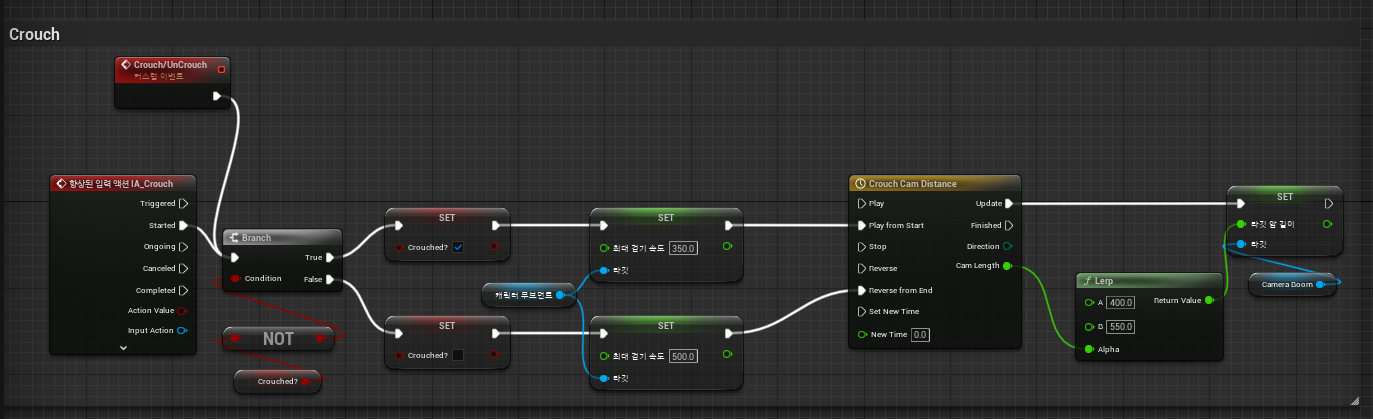 Crouch
Crouch/UnCrouch
커스텀 이벤트
향상된 입력 액션 IA_Crouch
Triggered
Started
Ongoing
Canceled
Completed
Action Value
Input Action
Branch
True
Condition
False
NOT
Crouched?
SET
Crouched?
SET
최대 걷기 속도 350.0
타깃
캐릭터 무브먼트
SET
Crouched?
SET
최대 걷기 속도 500.0
타깃
Crouch Cam Distance
Play
Update
Play from Start
Finished
Stop
Direction
Reverse
Cam Length
Reverse from End
Set New Time
New Time 0.0
Lerp
A 400.0
Return Value
B 550.0
Alpha
SET
타깃 암 길이
타깃
Camera Boom